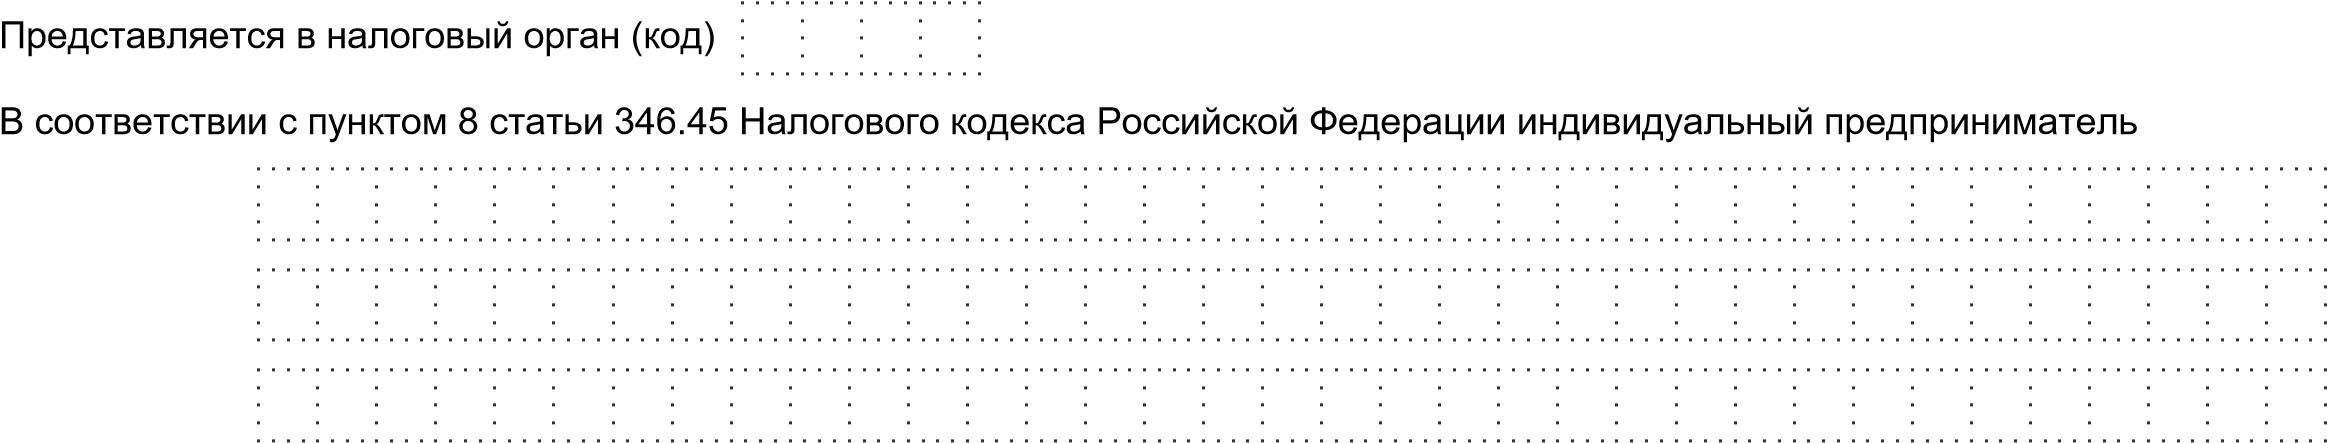 Представляется в налоговый орган (код)
В соответствии с пунктом 8 статьи 346.45 Налогового кодекса Российской Федерации индивидуальный предприниматель